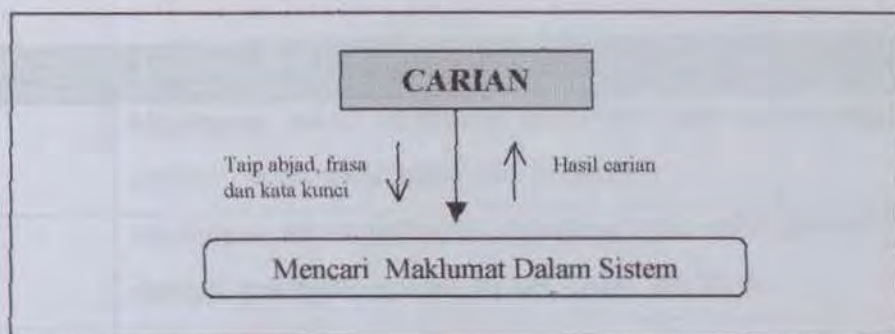 CARIAN
Taip abjad, frasa
dan kata kunci
Hasil carian
Mencari Maklumat Dalam Sistem